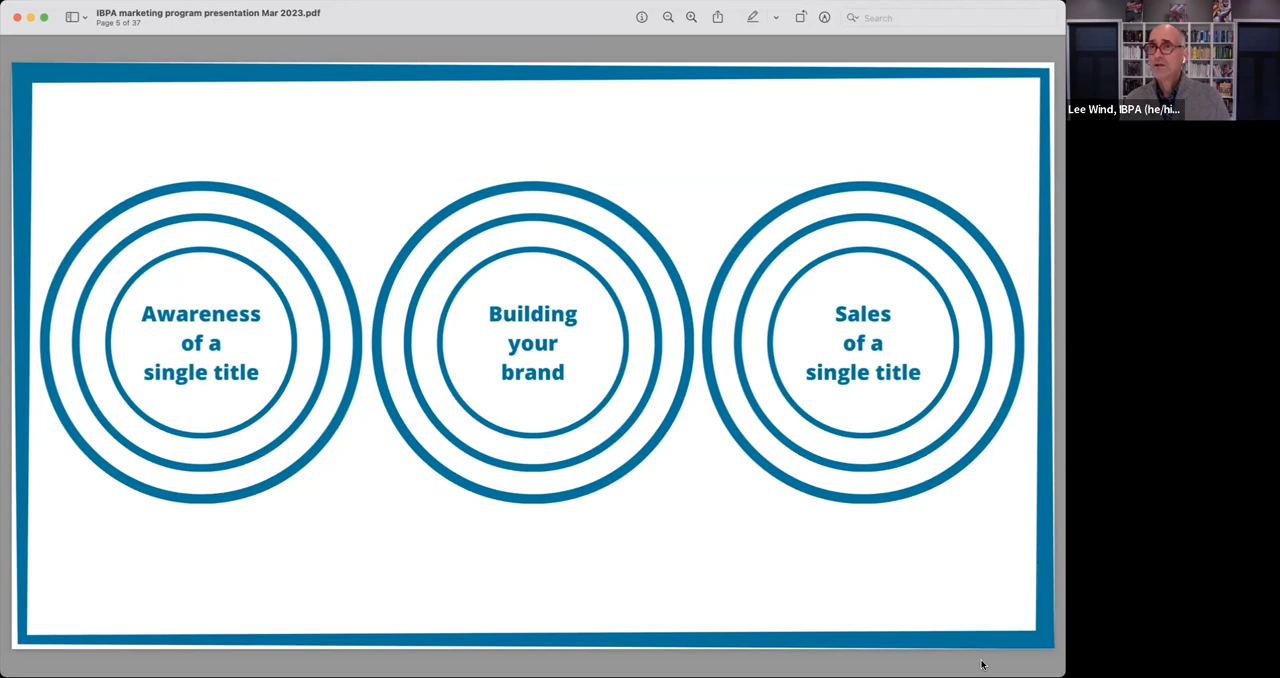 IBPA marketing program presentation Mar 2023.pdf
Page 5 of 37
Search
Lee Wind, IBPA (he/hi...
Awareness
of a
single title
Building
your
brand
Sales
of a
single title